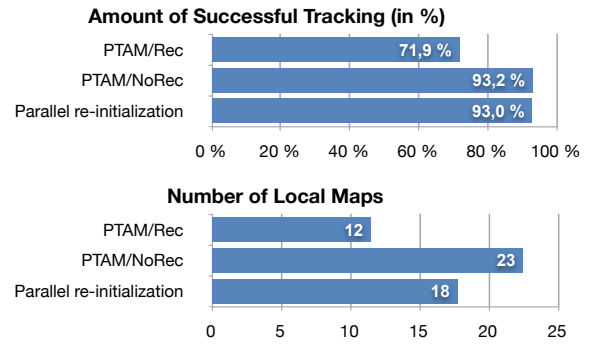 Amount of Successful Tracking (in %)
PTAM/Rec 71,9 %
PTAM/NoRec 93,2 %
Parallel re-initialization 93,0 %
0 % 20 % 40 % 60 % 80 % 100 %
Number of Local Maps
PTAM/Rec 12
PTAM/NoRec 23
Parallel re-initialization 18
0 5 10 15 20 25